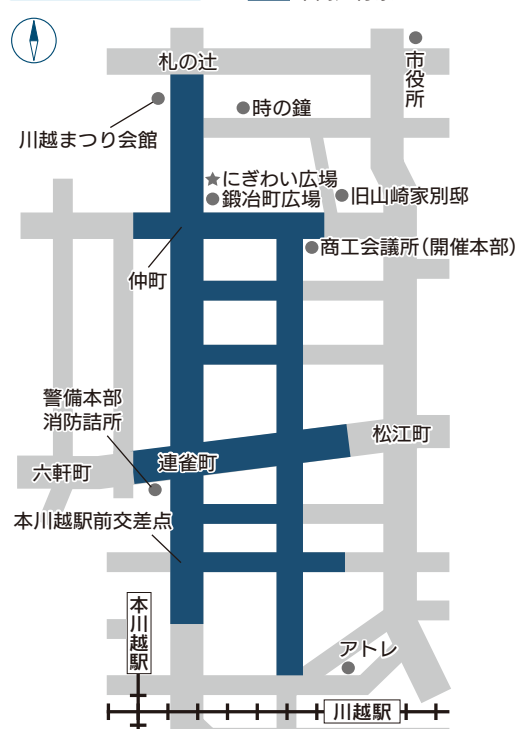 札の辻
市役所
時の鐘
川越まつり会館
★にぎわい広場
鍛冶町広場
旧山崎家別邸
商工会議所（開催本部）
仲町
警備本部
消防詰所
松江町
連雀町
六軒町
本川越駅前交差点
本川越駅
アトレ
川越駅